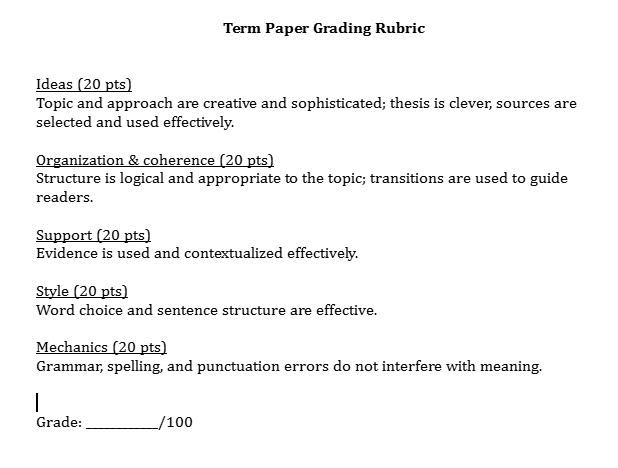 Term Paper Grading Rubric
Ideas (20 pts)
Topic and approach are creative and sophisticated; thesis is clever, sources are
selected and used effectively.
Organization & coherence (20 pts)
Structure is logical and appropriate to the topic; transitions are used to guide
readers.
Support (20 pts)
Evidence is used and contextualized effectively.
Style (20 pts)
Word choice and sentence structure are effective.
Mechanics (20 pts)
Grammar, spelling, and punctuation errors do not interfere with meaning.
Grade: ____________/100